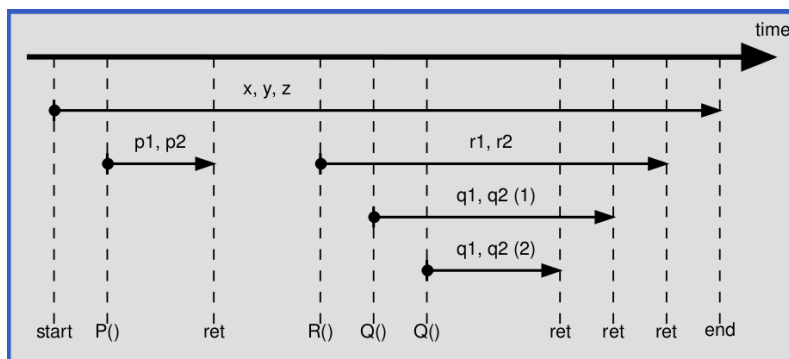 time
x, y, z
p1, p2 r1, r2
q1, q2 (1)
q1, q2 (2)
start P() ret R() Q() Q() ret ret ret end